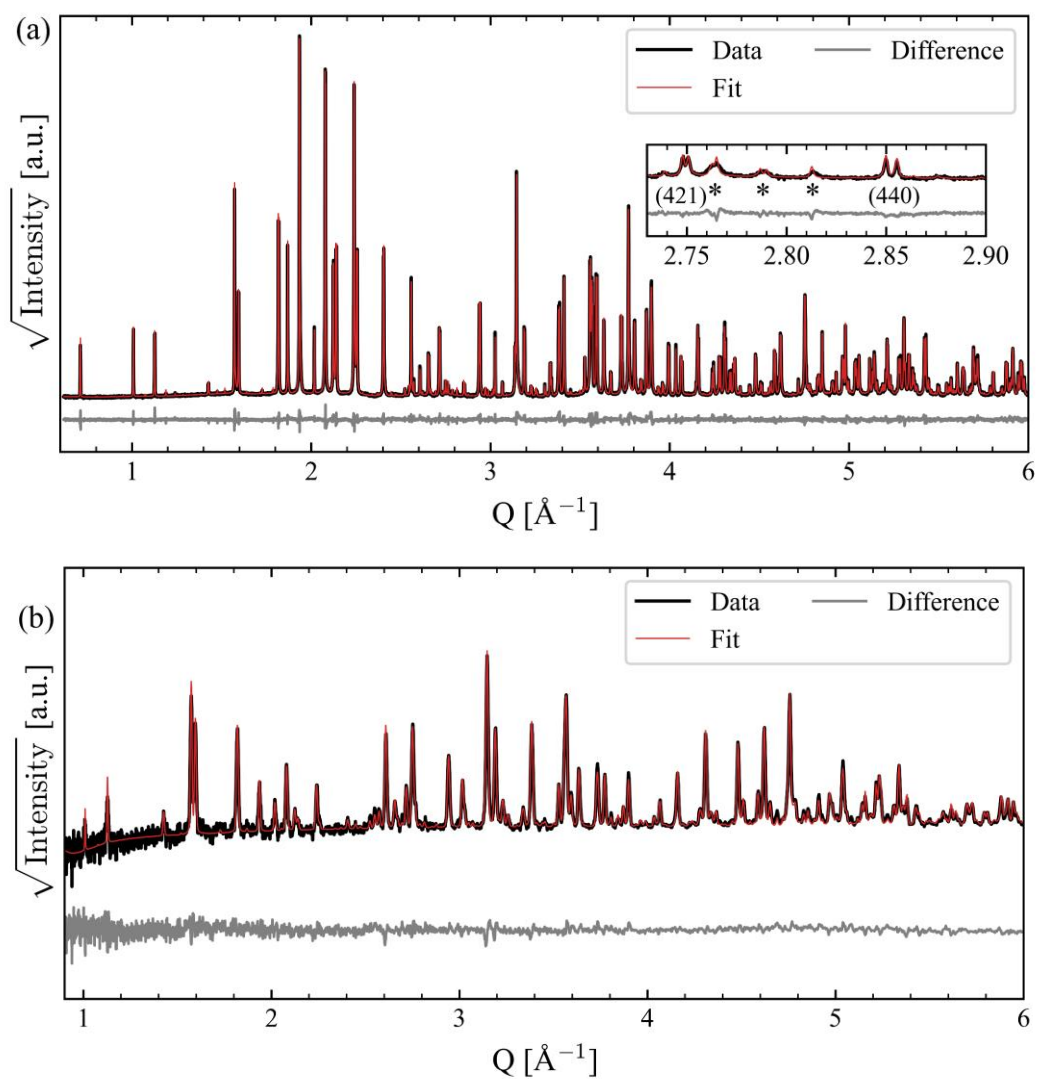 (a)
Data
Difference
Fit
(421) * * * (440)
2.75 2.80 2.85 2.90
√Intensity [a.u.]
1 2 3 4 5 6
Q [Å⁻¹]
(b)
Data
Difference
Fit
√Intensity [a.u.]
1 2 3 4 5 6
Q [Å⁻¹]